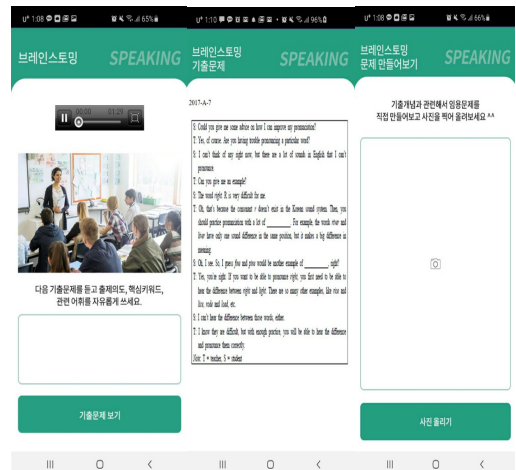 U⁺ 1:08
65%
브레인스토밍
SPEAKING
00:00
01:29
다음 기출문제를 듣고 출제의도, 핵심키워드,
관련 어휘를 자유롭게 쓰세요.
기출문제 보기
U⁺ 1:10
96%
브레인스토밍
기출문제
SPEAKING
2017-A-7
S: Could you give me some advice on how I can improve my pronunciation?
T: Yes, of course. Are you having trouble pronouncing a particular word?
S: I can't think of any right now, but there are a lot of sounds in English that I can't
pronounce.
T: Can you give me an example?
S: The word right. R is very difficult for me.
T: Oh, that's because the consonant r doesn't exist in the Korean sound system. Then, you
should practice pronunciation with a lot of ________. For example, the words river and
liver have only one sound difference in the same position, but it makes a big difference in
meaning.
S: Oh, I see. So, I guess fine and pine would be another example of ________, right?
T: Yes, you're right. If you want to be able to pronounce right, you first need to be able to
hear the difference between right and light. There are so many other examples, like rice and
lice, rode and load, etc.
S: I can't hear the difference between those words, either.
T: I know they are difficult, but with enough practice, you will be able to hear the difference
and pronounce them correctly.
Note: T = teacher, S = student
U⁺ 1:08
66%
브레인스토밍
문제 만들어보기
SPEAKING
기출개념과 관련해서 임용문제를
직접 만들어보고 사진을 찍어 올려보세요 ^^
사진 올리기